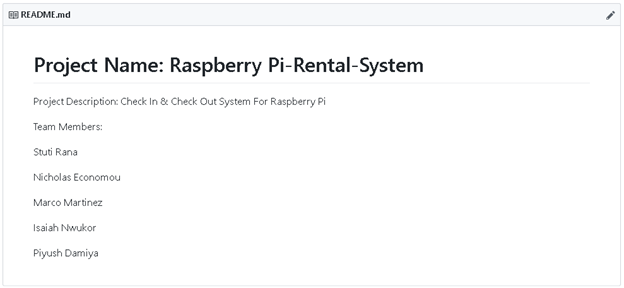 README.md
Project Name: Raspberry Pi-Rental-System
Project Description: Check In & Check Out System For Raspberry Pi
Team Members:
Stuti Rana
Nicholas Economou
Marco Martinez
Isaiah Nwukor
Piyush Damiya